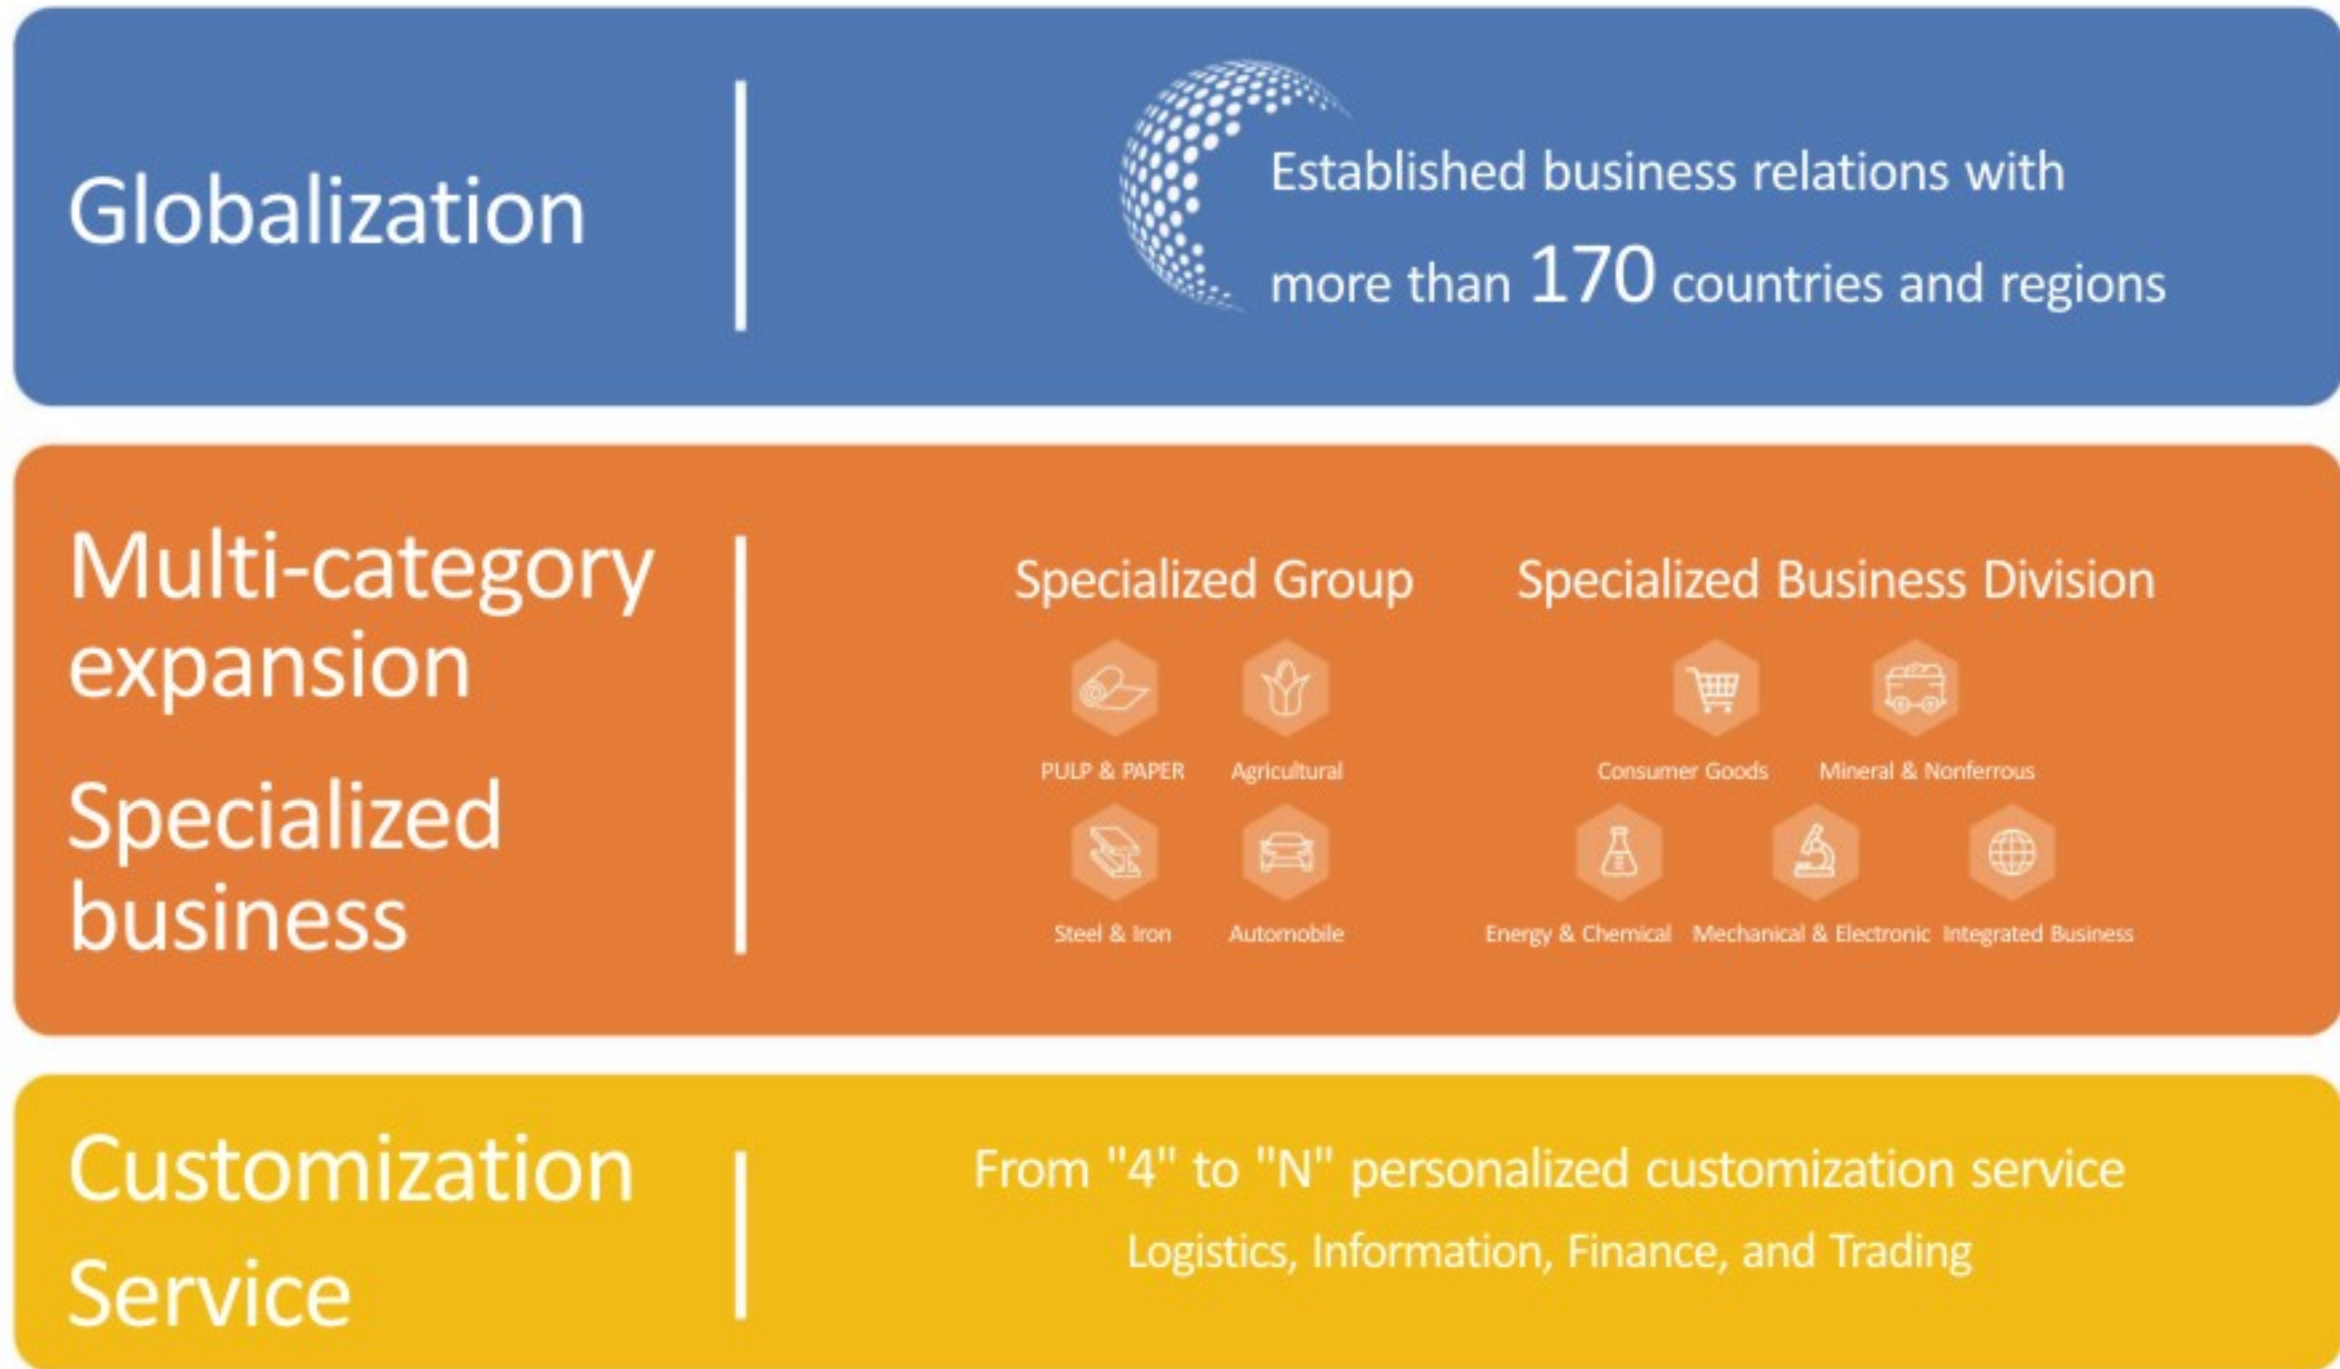 Globalization
Established business relations with
more than 170 countries and regions
Multi-category
expansion
Specialized
business
Specialized Group
PULP & PAPER Agricultural
Steel & Iron Automobile
Specialized Business Division
Consumer Goods Mineral & Nonferrous
Energy & Chemical Mechanical & Electronic Integrated Business
Customization
Service
From "4" to "N" personalized customization service
Logistics, Information, Finance, and Trading